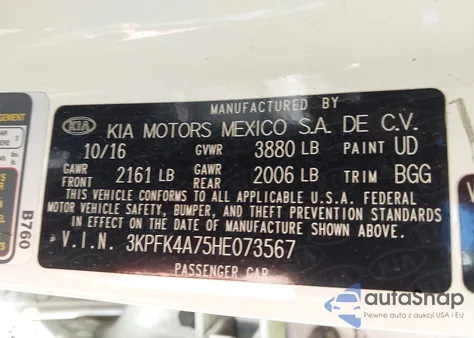 MANUFACTURED BY
KIA KIA MOTORS MEXICO S.A. DE C.V.
10/16 GVWR 3880 LB PAINT UD
GAWR FRONT 2161 LB GAWR REAR 2006 LB TRIM BGG
THIS VEHICLE CONFORMS TO ALL APPLICABLE U.S.A. FEDERAL
MOTOR VEHICLE SAFETY, BUMPER, AND THEFT PREVENTION STANDARDS
IN EFFECT ON THE DATE OF MANUFACTURE SHOWN ABOVE.
V.I.N. 3KPFK4A75HE073567
PASSENGER CAR
B760
autoSnap
Pewne auta z aukcji USA i EU